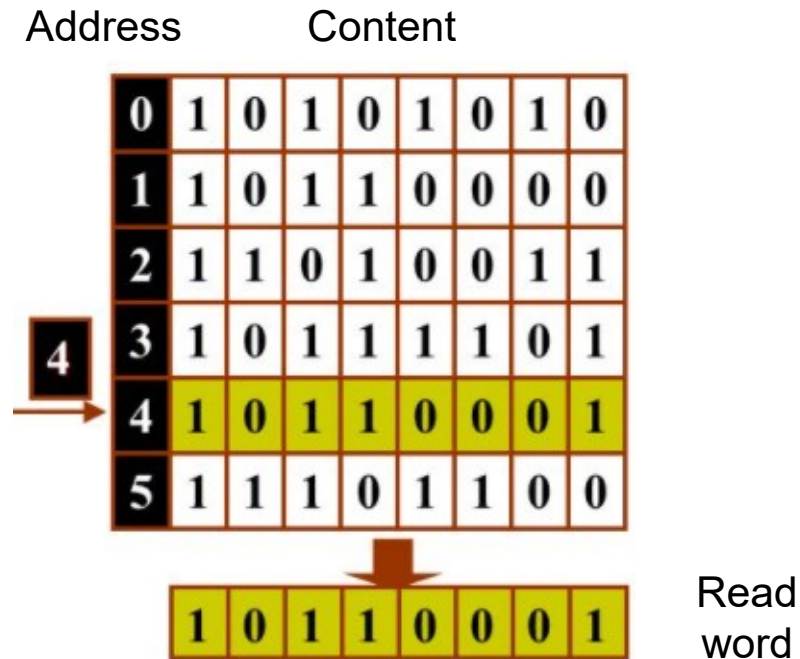 Address Content
0 1 0 1 0 1 0 1 0
1 1 0 1 1 0 0 0 0
2 1 1 0 1 0 0 1 1
3 1 0 1 1 1 1 0 1
4
4 1 0 1 1 0 0 0 1
5 1 1 1 0 1 1 0 0
1 0 1 1 0 0 0 1
Read
word